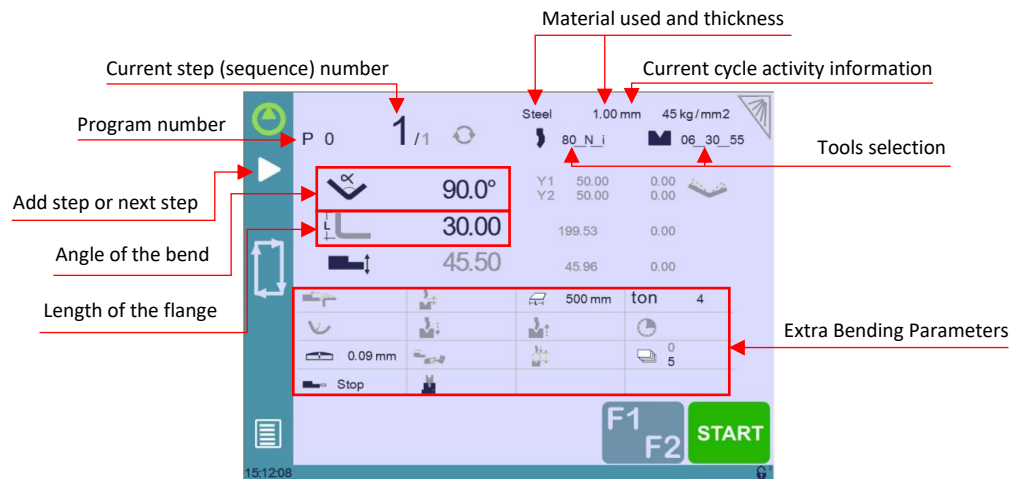 Material used and thickness
Current step (sequence) number
Current cycle activity information
Program number
Tools selection
Add step or next step
Angle of the bend
Length of the flange
Extra Bending Parameters
Steel 1.00 mm 45 kg/mm2
P 0 1 /1
80_N_i 06_30_55
α 90.0° Y1 50.00 0.00
Y2 50.00 0.00
L 30.00 199.53 0.00
45.50 45.96 0.00
500 mm ton 4
0.09 mm 0
5
Stop
F1
F2
START
15:12:08